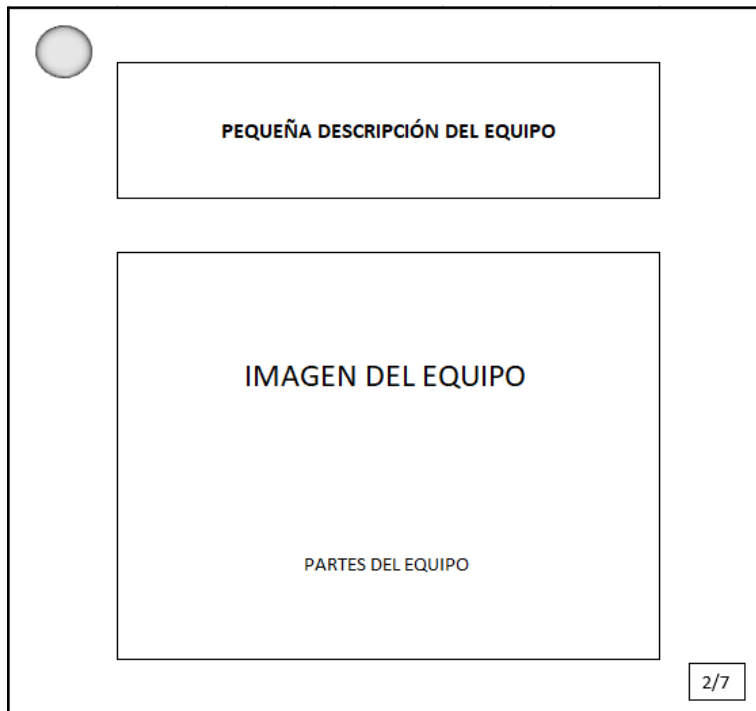 PEQUEÑA DESCRIPCIÓN DEL EQUIPO
IMAGEN DEL EQUIPO
PARTES DEL EQUIPO
2/7